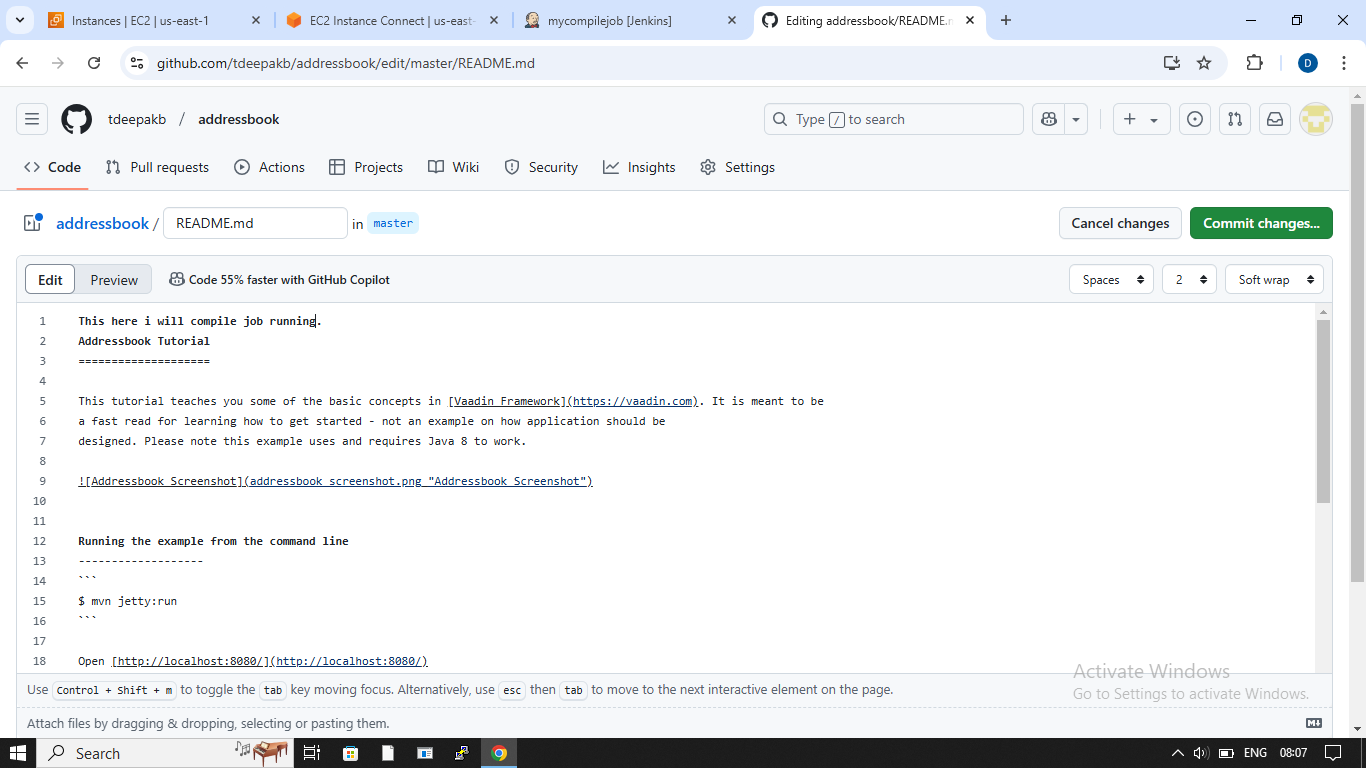 Instances | EC2 | us-east-1
EC2 Instance Connect | us-east-
mycompilejob [Jenkins]
Editing addressbook/README.m
github.com/tdeepakb/addressbook/edit/master/README.md
D
tdeepakb / addressbook
Type / to search
Code
Pull requests
Actions
Projects
Wiki
Security
Insights
Settings
addressbook / README.md in master
Cancel changes
Commit changes...
Edit
Preview
Code 55% faster with GitHub Copilot
Spaces
2
Soft wrap
1 This here i will compile job running.
2 Addressbook Tutorial
3 ====================
4
5 This tutorial teaches you some of the basic concepts in [Vaadin Framework](https://vaadin.com). It is meant to be
6 a fast read for learning how to get started - not an example on how application should be
7 designed. Please note this example uses and requires Java 8 to work.
8
9 ![Addressbook Screenshot](addressbook_screenshot.png "Addressbook Screenshot")
10
11
12 Running the example from the command line
13 -------------------
14 ```
15 $ mvn jetty:run
16 ```
17
18 Open [http://localhost:8080/](http://localhost:8080/)
Activate Windows
Go to Settings to activate Windows.
Use Control + Shift + m to toggle the tab key moving focus. Alternatively, use esc then tab to move to the next interactive element on the page.
Attach files by dragging & dropping, selecting or pasting them.
Search
ENG
08:07